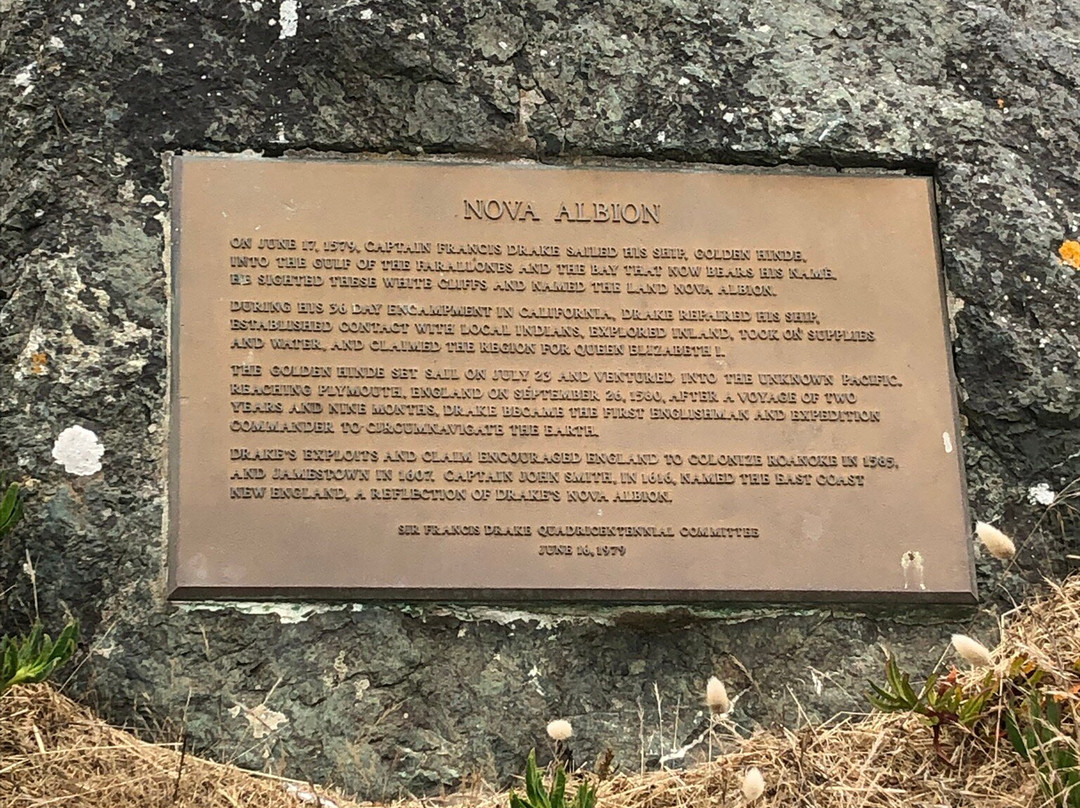 NOVA ALBION
ON JUNE 17, 1579, CAPTAIN FRANCIS DRAKE SAILED HIS SHIP, GOLDEN HINDE,
INTO THE GULF OF THE FARALLONES AND THE BAY THAT NOW BEARS HIS NAME.
HE SIGHTED THESE WHITE CLIFFS AND NAMED THE LAND NOVA ALBION.
DURING HIS 36 DAY ENCAMPMENT IN CALIFORNIA, DRAKE REPAIRED HIS SHIP,
ESTABLISHED CONTACT WITH LOCAL INDIANS, EXPLORED INLAND, TOOK ON SUPPLIES
AND WATER, AND CLAIMED THE REGION FOR QUEEN ELIZABETH I.
THE GOLDEN HINDE SET SAIL ON JULY 23 AND VENTURED INTO THE UNKNOWN PACIFIC.
REACHING PLYMOUTH, ENGLAND ON SEPTEMBER 26, 1580, AFTER A VOYAGE OF TWO
YEARS AND NINE MONTHS, DRAKE BECAME THE FIRST ENGLISHMAN AND EXPEDITION
COMMANDER TO CIRCUMNAVIGATE THE EARTH.
DRAKE'S EXPLOITS AND CLAIM ENCOURAGED ENGLAND TO COLONIZE ROANOKE IN 1585,
AND JAMESTOWN IN 1607. CAPTAIN JOHN SMITH, IN 1616, NAMED THE EAST COAST
NEW ENGLAND, A REFLECTION OF DRAKE'S NOVA ALBION.
SIR FRANCIS DRAKE QUADRICENTENNIAL COMMITTEE
JUNE 16, 1979